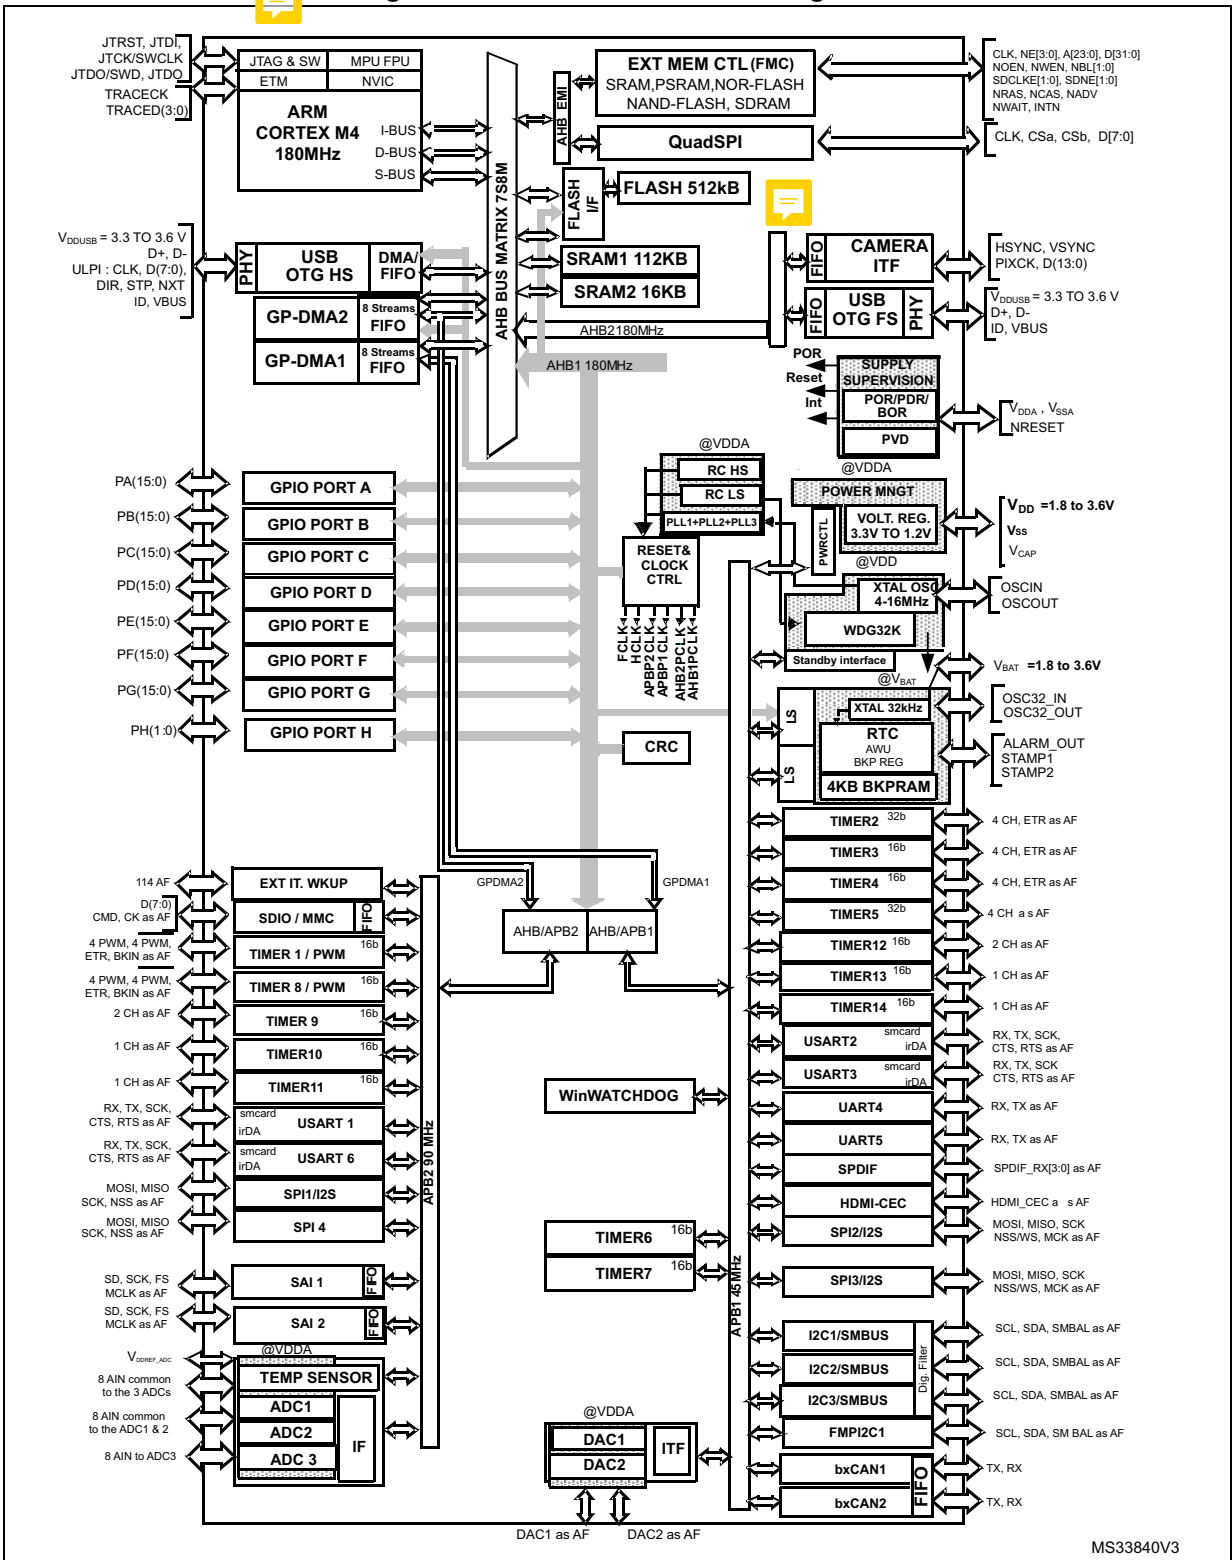 JTRST, JTDI,
JTCK/SWCLK
JTDO/SWD, JTDO
TRACECK
TRACED(3:0)
JTAG & SW
MPU FPU
ETM
NVIC
ARM
CORTEX M4
180MHz
I-BUS
D-BUS
S-BUS
AHB BUS MATRIX 7S8M
AHB EMI
EXT MEM CTL (FMC)
SRAM,PSRAM,NOR-FLASH
NAND-FLASH, SDRAM
CLK, NE[3:0], A[23:0], D[31:0]
NOEN, NWEN, NBL[1:0]
SDCLKE[1:0], SDNE[1:0]
NRAS, NCAS, NADV
NWAIT, INTN
QuadSPI
CLK, CSa, CSb, D[7:0]
FLASH
I/F
FLASH 512kB
SRAM1 112KB
SRAM2 16KB
AHB2180MHz
AHB1 180MHz
VDDUSB = 3.3 TO 3.6 V
D+, D-
ULPI : CLK, D(7:0),
DIR, STP, NXT
ID, VBUS
PHY
USB
OTG HS
DMA/
FIFO
GP-DMA2
8 Streams
FIFO
GP-DMA1
8 Streams
FIFO
FIFO
CAMERA
ITF
HSYNC, VSYNC
PIXCK, D(13:0)
FIFO
USB
OTG FS
PHY
VDDUSB = 3.3 TO 3.6 V
D+, D-
ID, VBUS
POR
Reset
Int
SUPPLY
SUPERVISION
POR/PDR/
BOR
PVD
VDDA , VSSA
NRESET
@VDDA
RC HS
RC LS
PLL1+PLL2+PLL3
RESET&
CLOCK
CTRL
FCLK
HCLK
APBP2CLK
APBP1CLK
AHB2PCLK
AHB1PCLK
@VDDA
POWER MNGT
VOLT. REG.
3.3V TO 1.2V
PWRCTL
VDD =1.8 to 3.6V
Vss
VCAP
@VDD
XTAL OSC
4-16MHz
OSCIN
OSCOUT
WDG32K
Standby interface
VBAT =1.8 to 3.6V
@VBAT
LS
LS
XTAL 32kHz
OSC32_IN
OSC32_OUT
RTC
AWU
BKP REG
4KB BKPRAM
ALARM_OUT
STAMP1
STAMP2
PA(15:0)
GPIO PORT A
PB(15:0)
GPIO PORT B
PC(15:0)
GPIO PORT C
PD(15:0)
GPIO PORT D
PE(15:0)
GPIO PORT E
PF(15:0)
GPIO PORT F
PG(15:0)
GPIO PORT G
PH(1:0)
GPIO PORT H
CRC
GPDMA2
GPDMA1
AHB/APB2
AHB/APB1
114 AF
EXT IT. WKUP
D(7:0)
CMD, CK as AF
SDIO / MMC
FIFO
4 PWM, 4 PWM,
ETR, BKIN as AF
TIMER 1 / PWM
16b
4 PWM, 4 PWM,
ETR, BKIN as AF
TIMER 8 / PWM
16b
2 CH as AF
TIMER 9
16b
1 CH as AF
TIMER10
16b
1 CH as AF
TIMER11
16b
RX, TX, SCK,
CTS, RTS as AF
smcard
irDA
USART 1
RX, TX, SCK,
CTS, RTS as AF
smcard
irDA
USART 6
MOSI, MISO
SCK, NSS as AF
SPI1/I2S
MOSI, MISO
SCK, NSS as AF
SPI 4
SD, SCK, FS
MCLK as AF
SAI 1
FIFO
SD, SCK, FS
MCLK as AF
SAI 2
FIFO
APB2 90 MHz
VDDREF_ADC
@VDDA
TEMP SENSOR
8 AIN common
to the 3 ADCs
ADC1
8 AIN common
to the ADC1 & 2
ADC2
8 AIN to ADC3
ADC 3
IF
WinWATCHDOG
TIMER6
16b
TIMER7
16b
@VDDA
DAC1
DAC2
ITF
DAC1 as AF
DAC2 as AF
APB1 45 MHz
TIMER2 32b
4 CH, ETR as AF
TIMER3 16b
4 CH, ETR as AF
TIMER4 16b
4 CH, ETR as AF
TIMER5 32b
4 CH a s AF
TIMER12 16b
2 CH as AF
TIMER13 16b
1 CH as AF
TIMER14 16b
1 CH as AF
USART2
smcard
irDA
RX, TX, SCK,
CTS, RTS as AF
USART3
smcard
irDA
RX, TX, SCK
CTS, RTS as AF
UART4
RX, TX as AF
UART5
RX, TX as AF
SPDIF
SPDIF_RX[3:0] as AF
HDMI-CEC
HDMI_CEC a s AF
SPI2/I2S
MOSI, MISO, SCK
NSS/WS, MCK as AF
SPI3/I2S
MOSI, MISO, SCK
NSS/WS, MCK as AF
I2C1/SMBUS
SCL, SDA, SMBAL as AF
I2C2/SMBUS
SCL, SDA, SMBAL as AF
I2C3/SMBUS
SCL, SDA, SMBAL as AF
Dig. Filter
FMPI2C1
SCL, SDA, SM BAL as AF
bxCAN1
TX, RX
bxCAN2
TX, RX
FIFO
MS33840V3